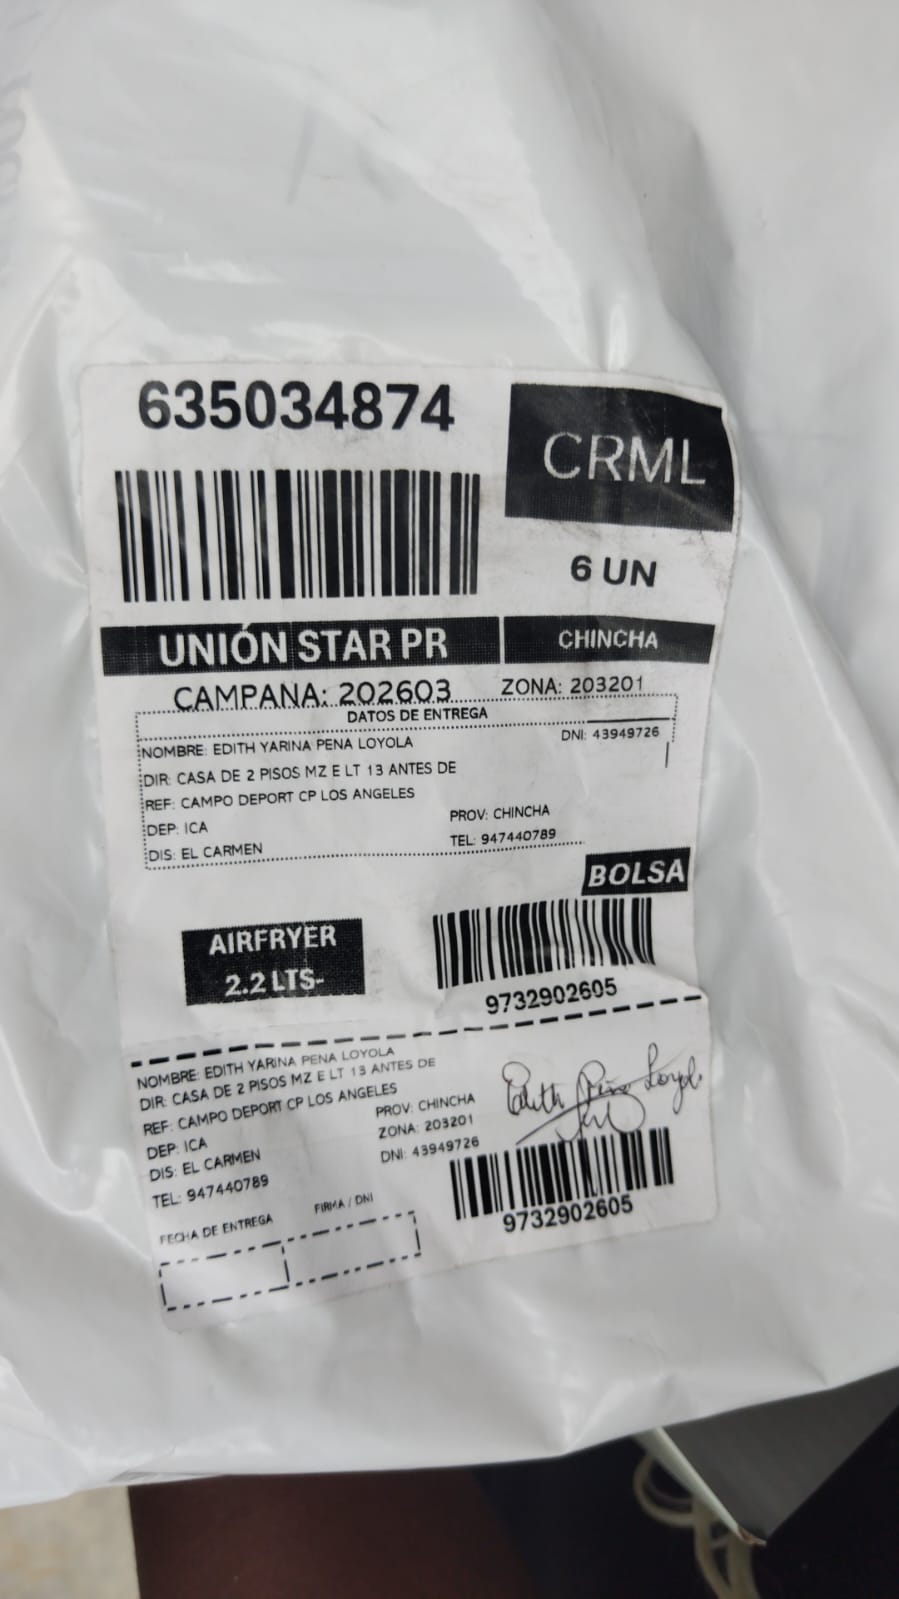 635034874
CRML
6 UN
UNIÓN STAR PR
CHINCHA
CAMPANA: 202603
ZONA: 203201
DATOS DE ENTREGA
NOMBRE: EDITH YARINA PENA LOYOLA
DNI: 43949726
DIR: CASA DE 2 PISOS MZ E LT 13 ANTES DE
REF: CAMPO DEPORT CP LOS ANGELES
DEP: ICA
PROV: CHINCHA
DIS: EL CARMEN
TEL: 947440789
BOLSA
AIRFRYER
2.2 LTS-
9732902605
NOMBRE: EDITH YARINA PENA LOYOLA
DIR: CASA DE 2 PISOS MZ E LT 13 ANTES DE
REF: CAMPO DEPORT CP LOS ANGELES
DEP: ICA
PROV: CHINCHA
DIS: EL CARMEN
ZONA: 203201
TEL: 947440789
DNI: 43949726
Edith Peña Loyol
9732902605
FECHA DE ENTREGA
FIRMA / DNI